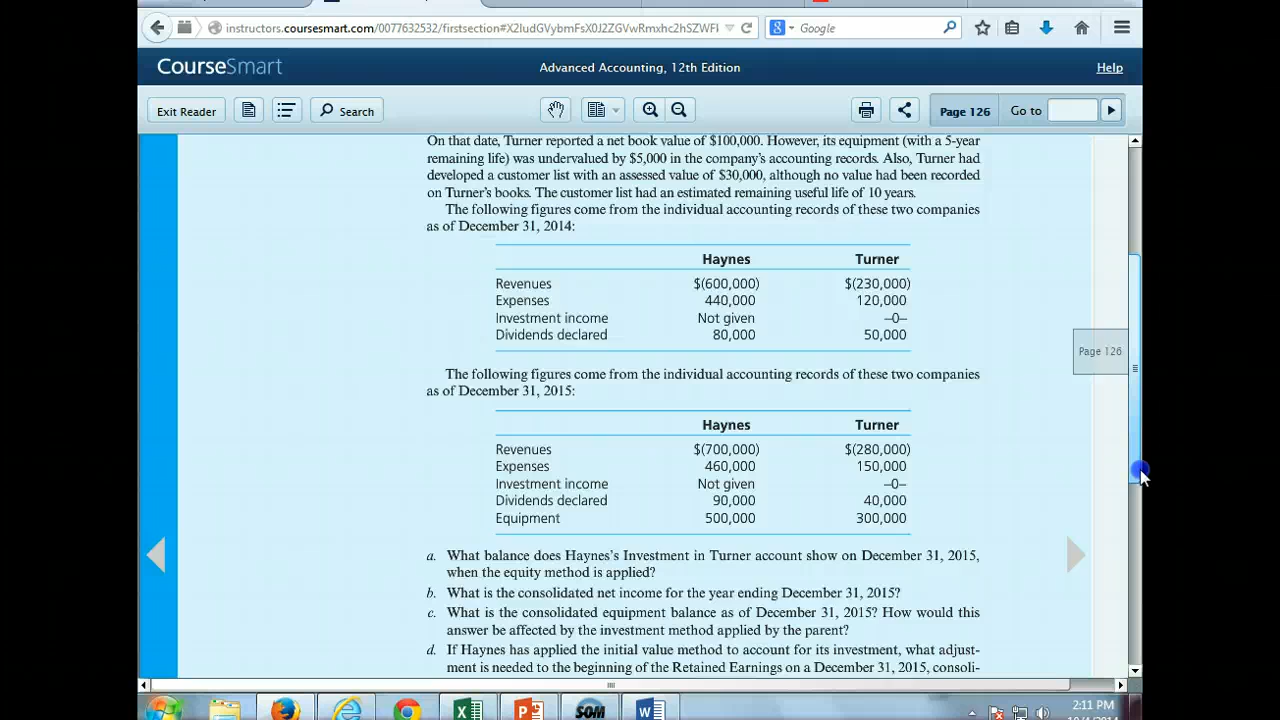 instructors.coursesmart.com/0077632532/firstsection#X2IudGVybmFsX0J2ZGVwRmxhc2hSZWFI
Google
CourseSmart
Advanced Accounting, 12th Edition
Help
Exit Reader
Search
Page 126
Go to
On that date, Turner reported a net book value of $100,000. However, its equipment (with a 5-year
remaining life) was undervalued by $5,000 in the company's accounting records. Also, Turner had
developed a customer list with an assessed value of $30,000, although no value had been recorded
on Turner's books. The customer list had an estimated remaining useful life of 10 years.
The following figures come from the individual accounting records of these two companies
as of December 31, 2014:
Haynes Turner
Revenues $(600,000) $(230,000)
Expenses 440,000 120,000
Investment income Not given –0–
Dividends declared 80,000 50,000
Page 126
The following figures come from the individual accounting records of these two companies
as of December 31, 2015:
Haynes Turner
Revenues $(700,000) $(280,000)
Expenses 460,000 150,000
Investment income Not given –0–
Dividends declared 90,000 40,000
Equipment 500,000 300,000
a. What balance does Haynes's Investment in Turner account show on December 31, 2015,
when the equity method is applied?
b. What is the consolidated net income for the year ending December 31, 2015?
c. What is the consolidated equipment balance as of December 31, 2015? How would this
answer be affected by the investment method applied by the parent?
d. If Haynes has applied the initial value method to account for its investment, what adjust-
ment is needed to the beginning of the Retained Earnings on a December 31, 2015, consoli-
SOM
2:11 PM